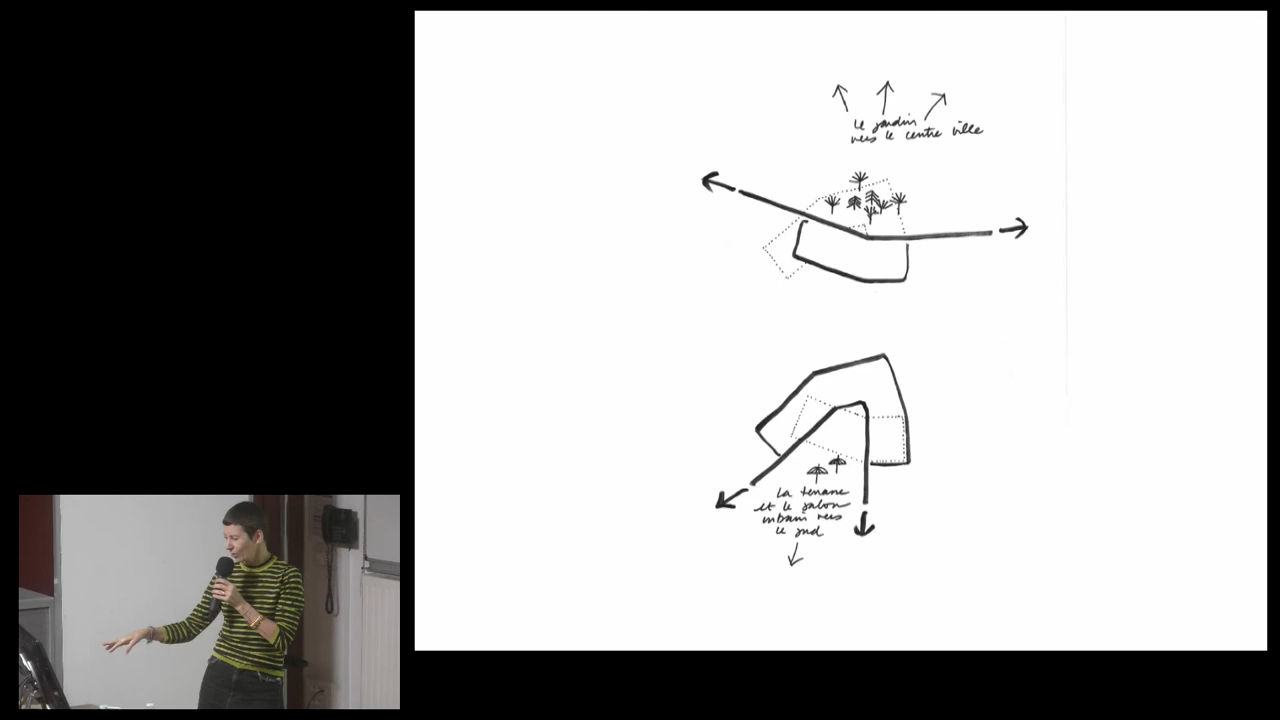 Le jardin
vers le centre ville
La terrasse
et le salon
urbain vers
le sud